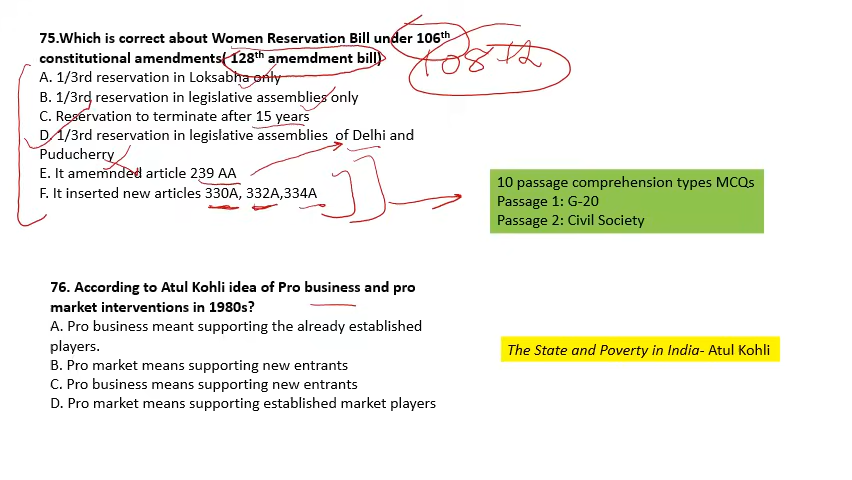 75.Which is correct about Women Reservation Bill under 106th
constitutional amendments( 128th amemdment bill)
108th
A. 1/3rd reservation in Loksabha only
B. 1/3rd reservation in legislative assemblies only
C. Reservation to terminate after 15 years
D. 1/3rd reservation in legislative assemblies of Delhi and
Puducherry
E. It amemnded article 239 AA
F. It inserted new articles 330A, 332A,334A
10 passage comprehension types MCQs
Passage 1: G-20
Passage 2: Civil Society
76. According to Atul Kohli idea of Pro business and pro
market interventions in 1980s?
A. Pro business meant supporting the already established
players.
B. Pro market means supporting new entrants
C. Pro business means supporting new entrants
D. Pro market means supporting established market players
The State and Poverty in India- Atul Kohli